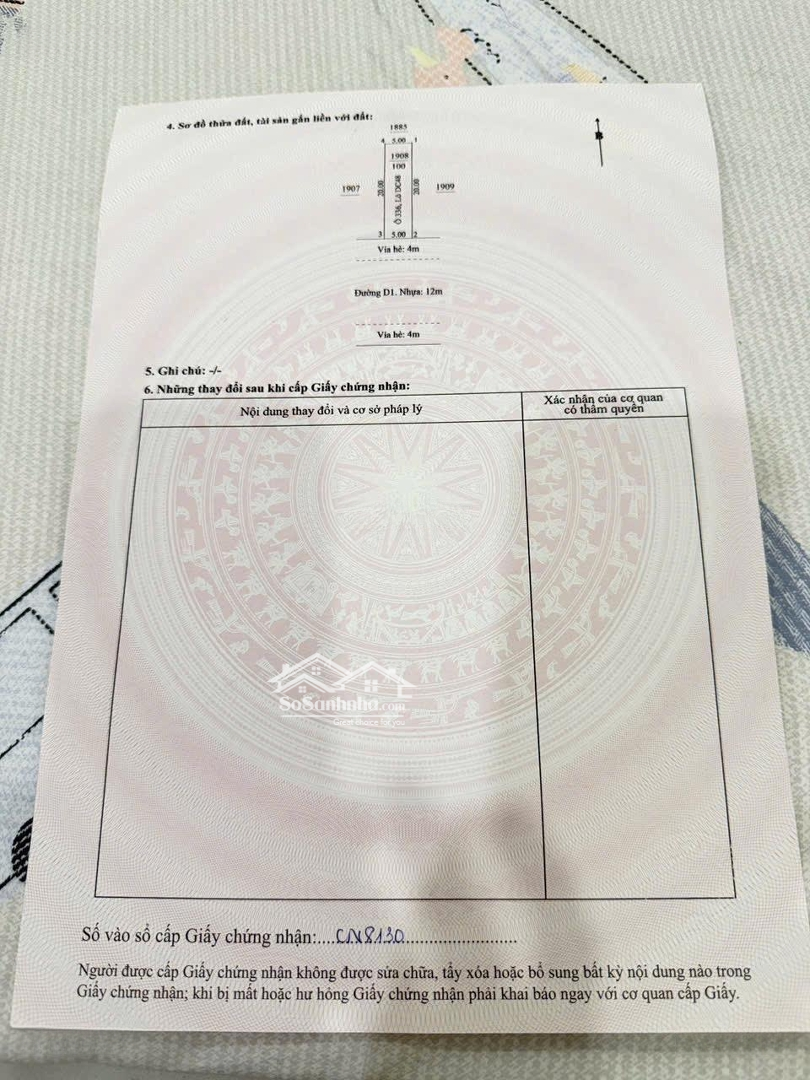 4. Sơ đồ thửa đất, tài sản gắn liền với đất:
1885
4 5.00 1
1908
100
1907
20.00
Ô 336, Lô DC48
20.00
1909
B
3 5.00 2
Vỉa hè: 4m
Đường D1. Nhựa: 12m
Vỉa hè: 4m
5. Ghi chú: -/-
6. Những thay đổi sau khi cấp Giấy chứng nhận:
Nội dung thay đổi và cơ sở pháp lý
Xác nhận của cơ quan
có thẩm quyền
SoSanhnha.com
Great choice for you
Số vào sổ cấp Giấy chứng nhận:....CN8130........................
Người được cấp Giấy chứng nhận không được sửa chữa, tẩy xóa hoặc bổ sung bất kỳ nội dung nào trong
Giấy chứng nhận; khi bị mất hoặc hư hỏng Giấy chứng nhận phải khai báo ngay với cơ quan cấp Giấy.